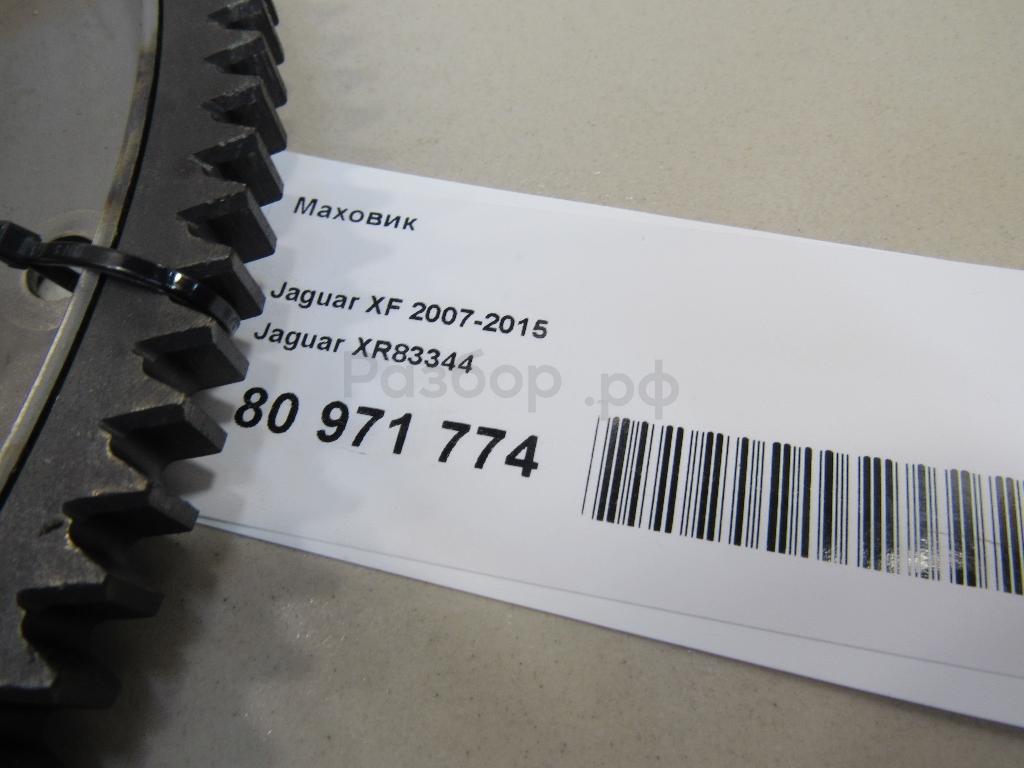 Маховик
Jaguar XF 2007-2015
Jaguar XR83344
Разбор.рф
80 971 774